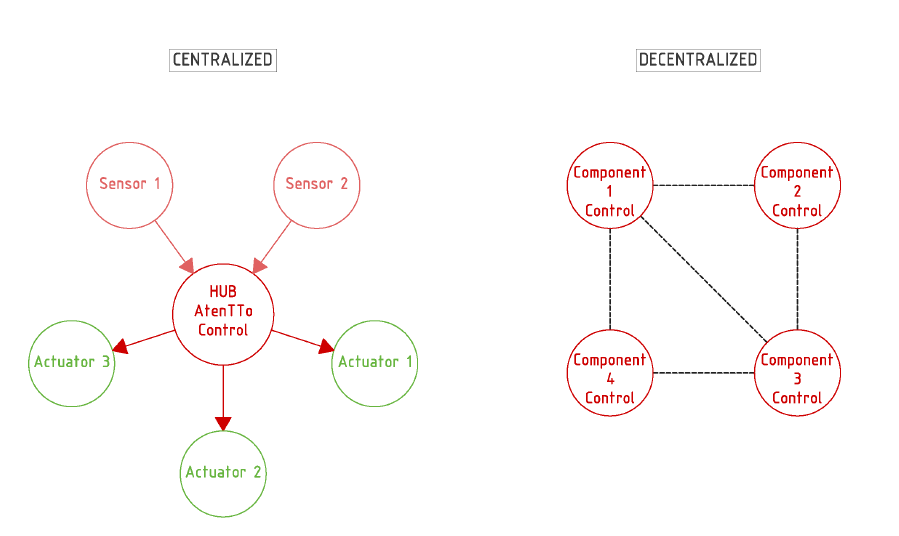 CENTRALIZED
Sensor 1
Sensor 2
HUB
AtenTTo
Control
Actuator 3
Actuator 1
Actuator 2
DECENTRALIZED
Component
1
Control
Component
2
Control
Component
4
Control
Component
3
Control